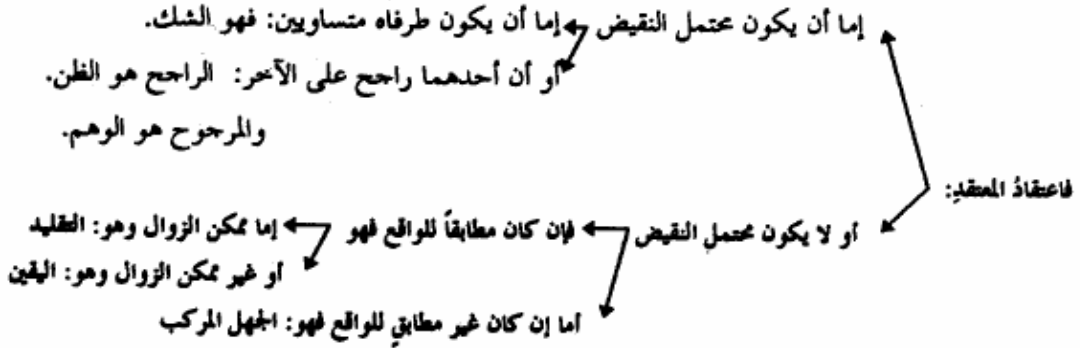 إما أن يكون محتمل النقيض إما أن يكون طرفاه متساويين: فهو الشك.
أو أن أحدهما راجح على الآخر: الراجح هو الظن.
والمرجوح هو الوهم.
فاعتقادُ المعتقدِ:
أو لا يكون محتمل النقيض فإن كان مطابقاً للواقع فهو إما ممكن الزوال وهو: التقليد
أو غير ممكن الزوال وهو: اليقين
أما إن كان غير مطابقٍ للواقع فهو: الجهل المركب